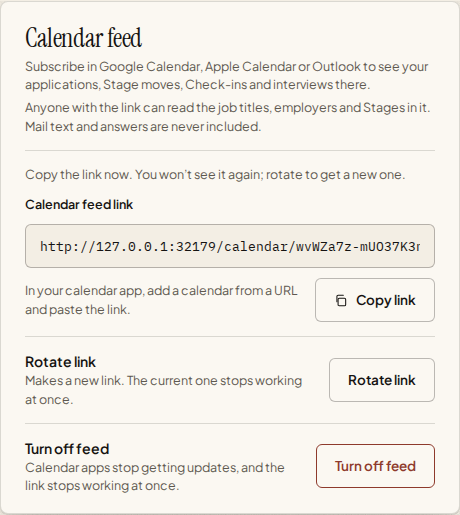 Calendar feed
Subscribe in Google Calendar, Apple Calendar or Outlook to see your
applications, Stage moves, Check-ins and interviews there.
Anyone with the link can read the job titles, employers and Stages in it.
Mail text and answers are never included.
Copy the link now. You won't see it again; rotate to get a new one.
Calendar feed link
http://127.0.0.1:32179/calendar/wvWZa7z-mUO37K3
In your calendar app, add a calendar from a URL
and paste the link.
Copy link
Rotate link
Makes a new link. The current one stops working
at once.
Rotate link
Turn off feed
Calendar apps stop getting updates, and the
link stops working at once.
Turn off feed